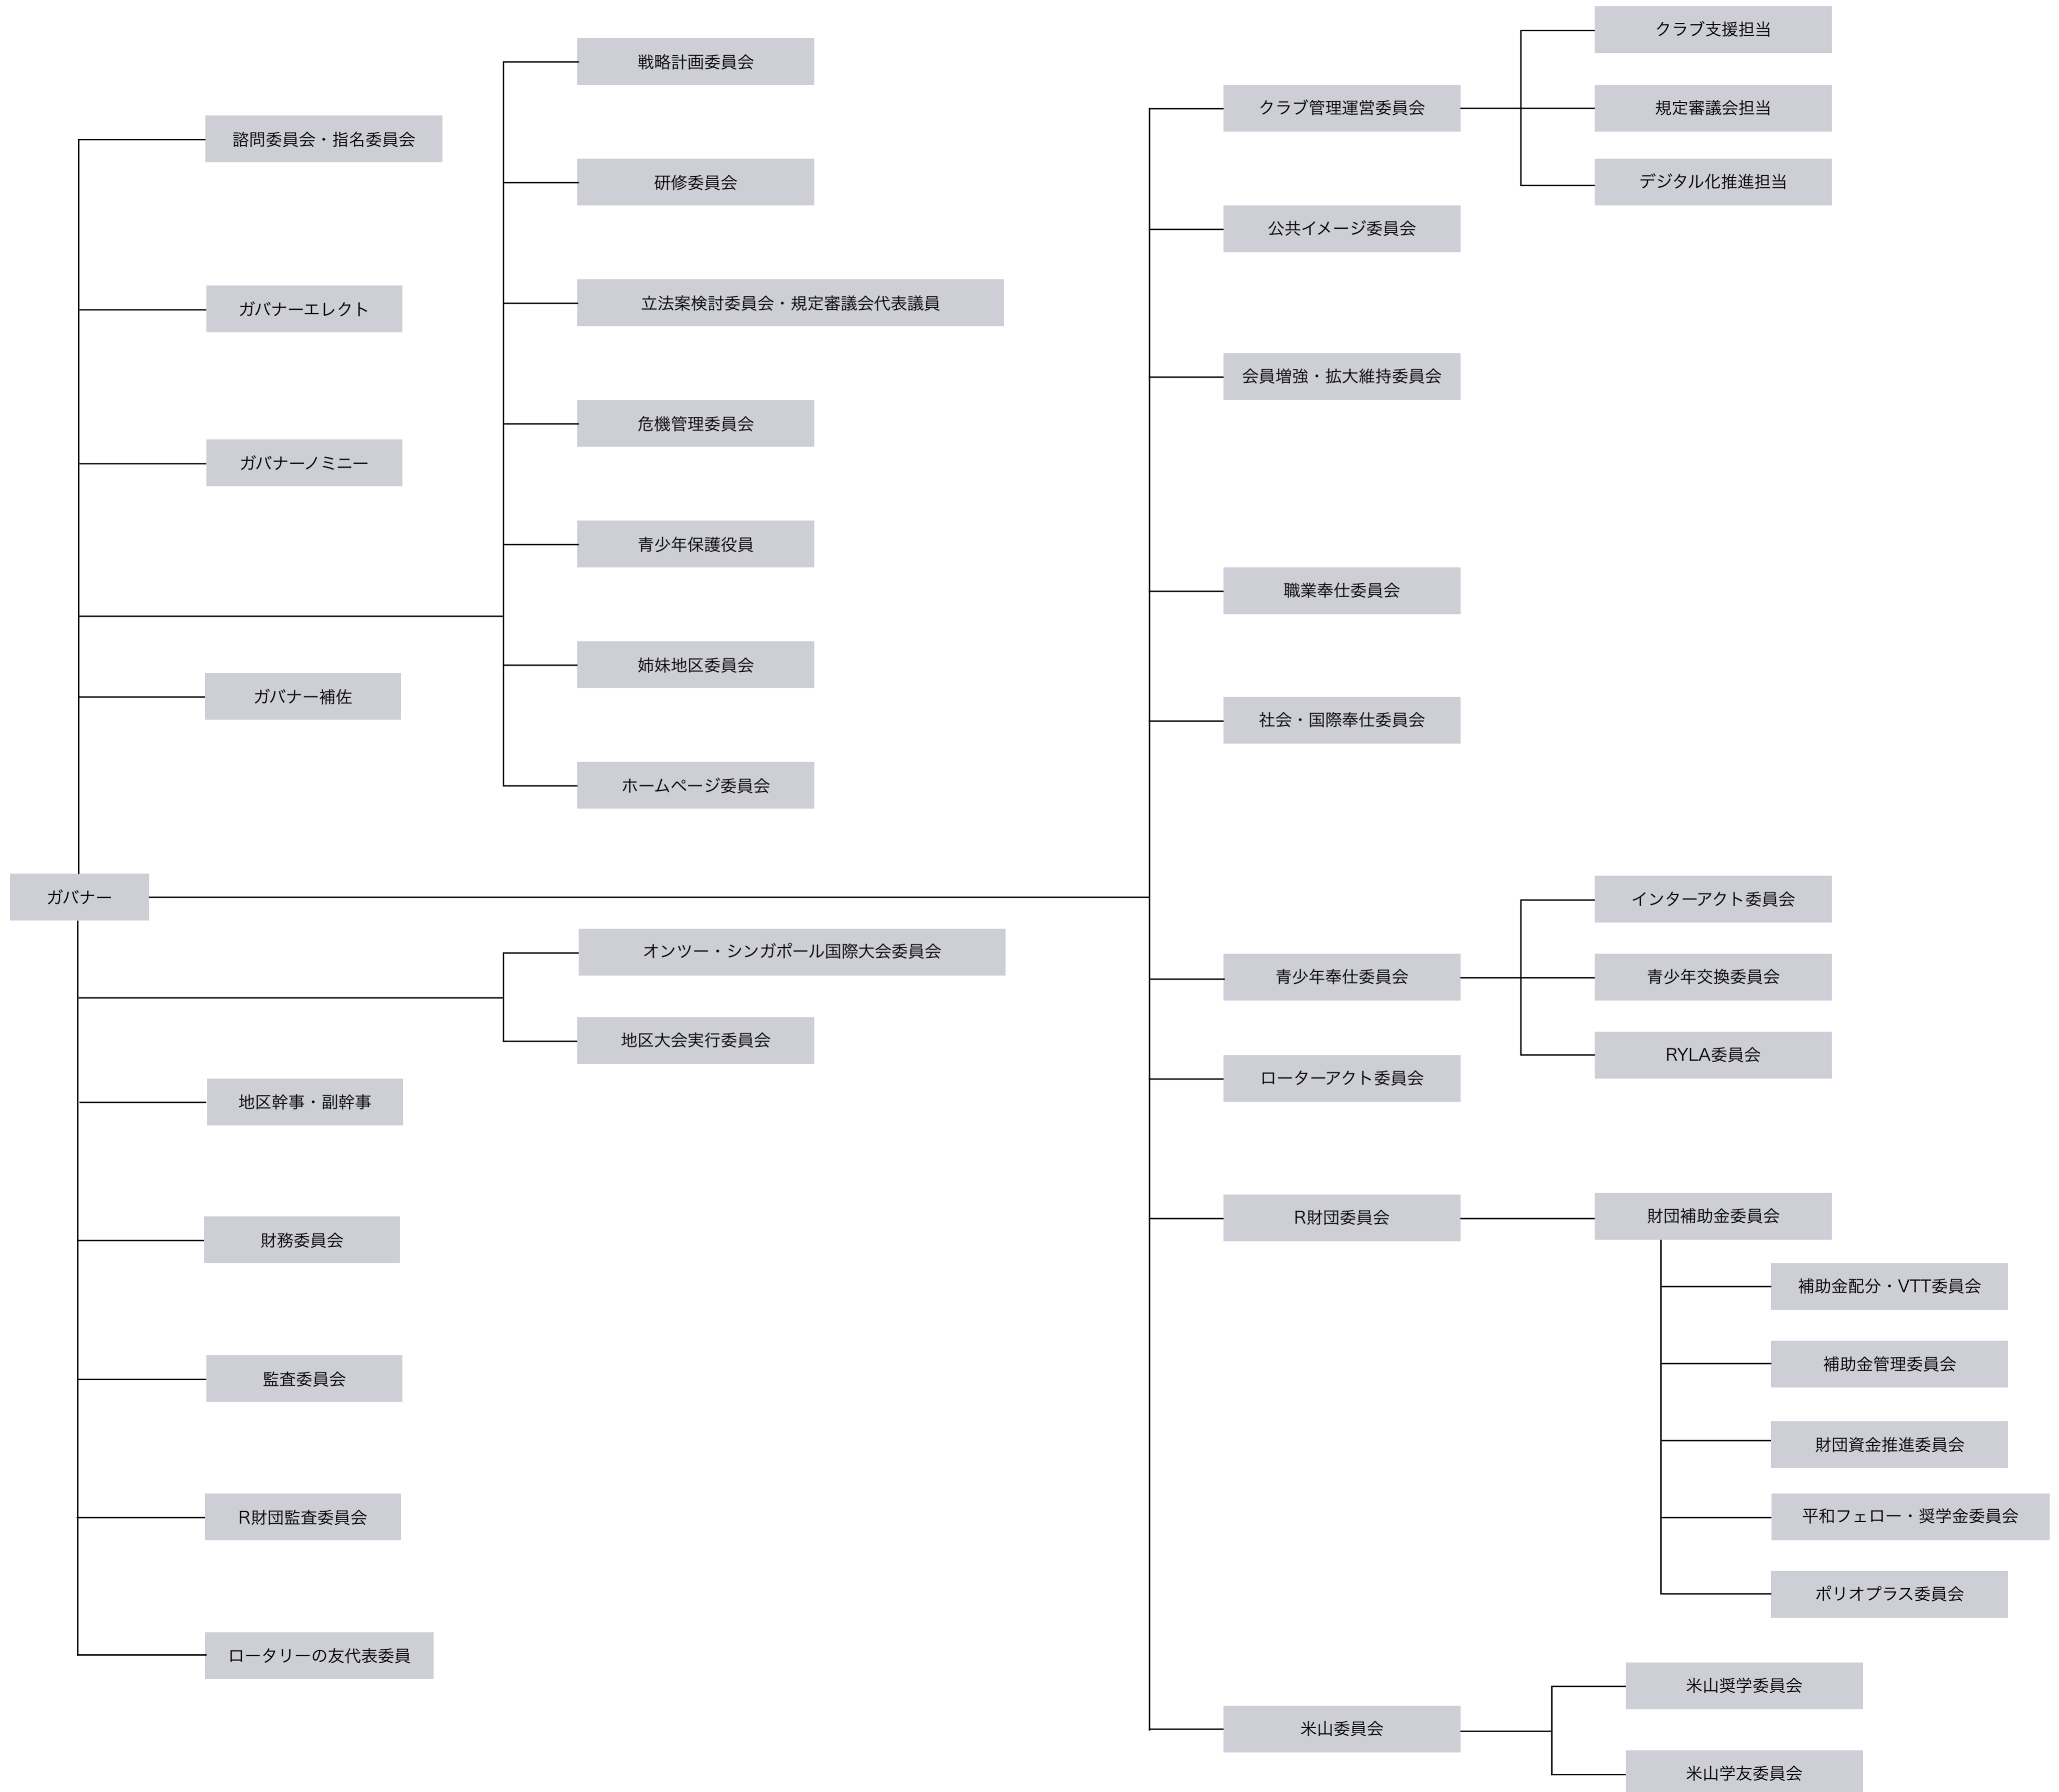 ガバナー
諮問委員会・指名委員会
ガバナーエレクト
ガバナーノミニー
ガバナー補佐
戦略計画委員会
研修委員会
立法案検討委員会・規定審議会代表議員
危機管理委員会
青少年保護役員
姉妹地区委員会
ホームページ委員会
オンツー・シンガポール国際大会委員会
地区大会実行委員会
地区幹事・副幹事
財務委員会
監査委員会
R財団監査委員会
ロータリーの友代表委員
クラブ管理運営委員会
クラブ支援担当
規定審議会担当
デジタル化推進担当
公共イメージ委員会
会員増強・拡大維持委員会
職業奉仕委員会
社会・国際奉仕委員会
青少年奉仕委員会
インターアクト委員会
青少年交換委員会
RYLA委員会
ローターアクト委員会
R財団委員会
財団補助金委員会
補助金配分・VTT委員会
補助金管理委員会
財団資金推進委員会
平和フェロー・奨学金委員会
ポリオプラス委員会
米山委員会
米山奨学委員会
米山学友委員会